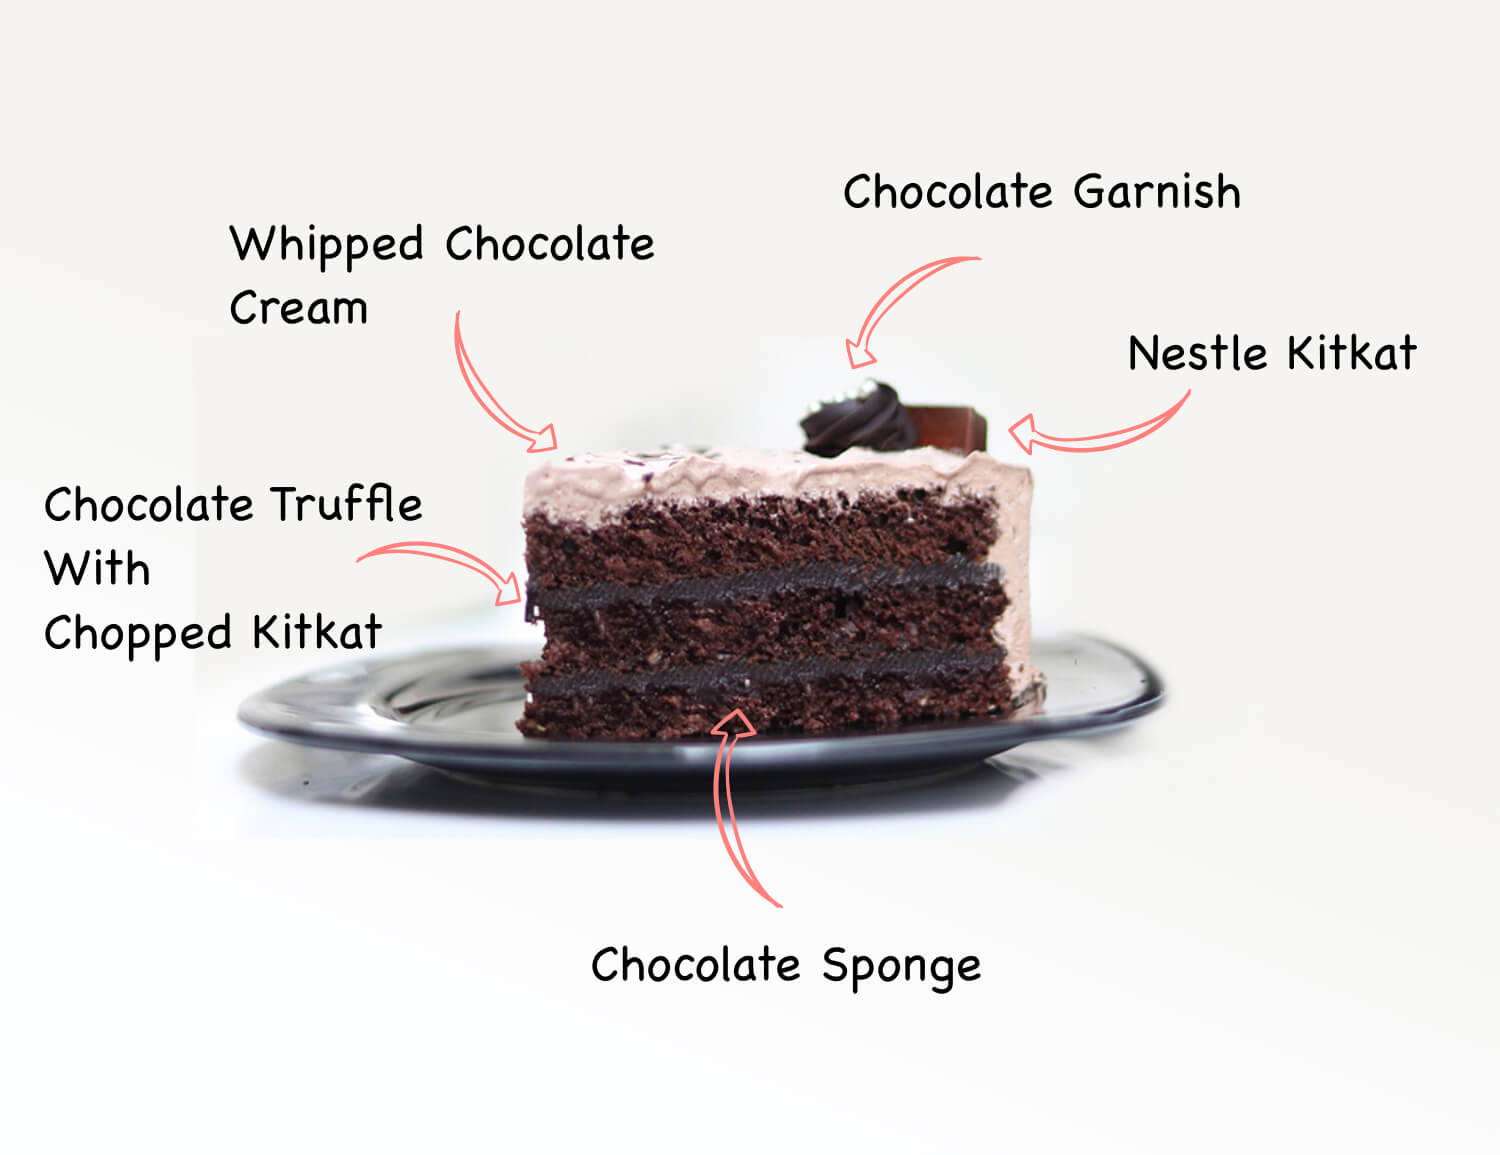 Chocolate Garnish
Whipped Chocolate
Cream
Nestle Kitkat
Chocolate Truffle
With
Chopped Kitkat
Chocolate Sponge